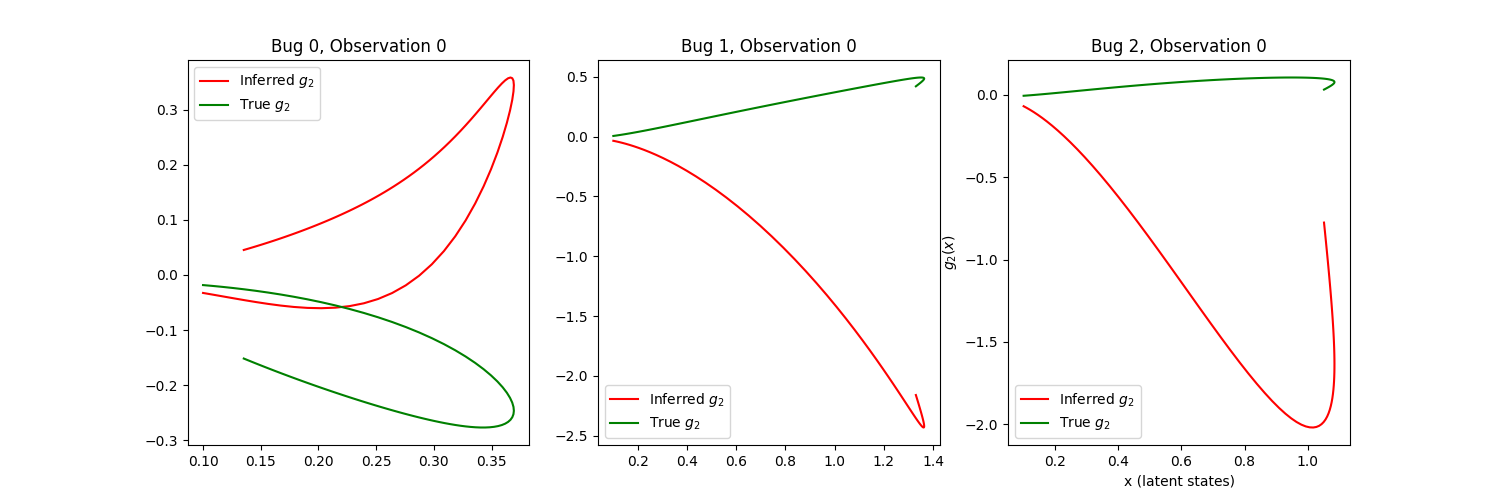 Bug 0, Observation 0
Inferred g₂
True g₂
0.3
0.2
0.1
0.0
−0.1
−0.2
−0.3
0.10 0.15 0.20 0.25 0.30 0.35
Bug 1, Observation 0
0.5
0.0
−0.5
−1.0
−1.5
−2.0
−2.5
Inferred g₂
True g₂
0.2 0.4 0.6 0.8 1.0 1.2 1.4
Bug 2, Observation 0
g₂(x)
0.0
−0.5
−1.0
−1.5
−2.0
Inferred g₂
True g₂
0.2 0.4 0.6 0.8 1.0
x (latent states)